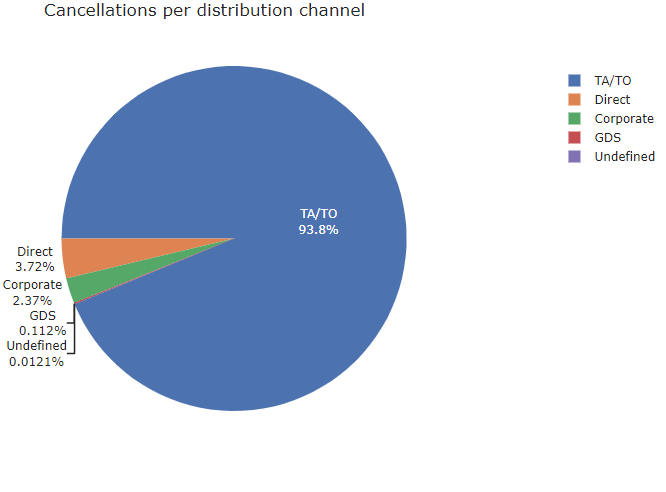 Cancellations per distribution channel
TA/TO
93.8%
Direct
3.72%
Corporate
2.37%
GDS
0.112%
Undefined
0.0121%
TA/TO
Direct
Corporate
GDS
Undefined